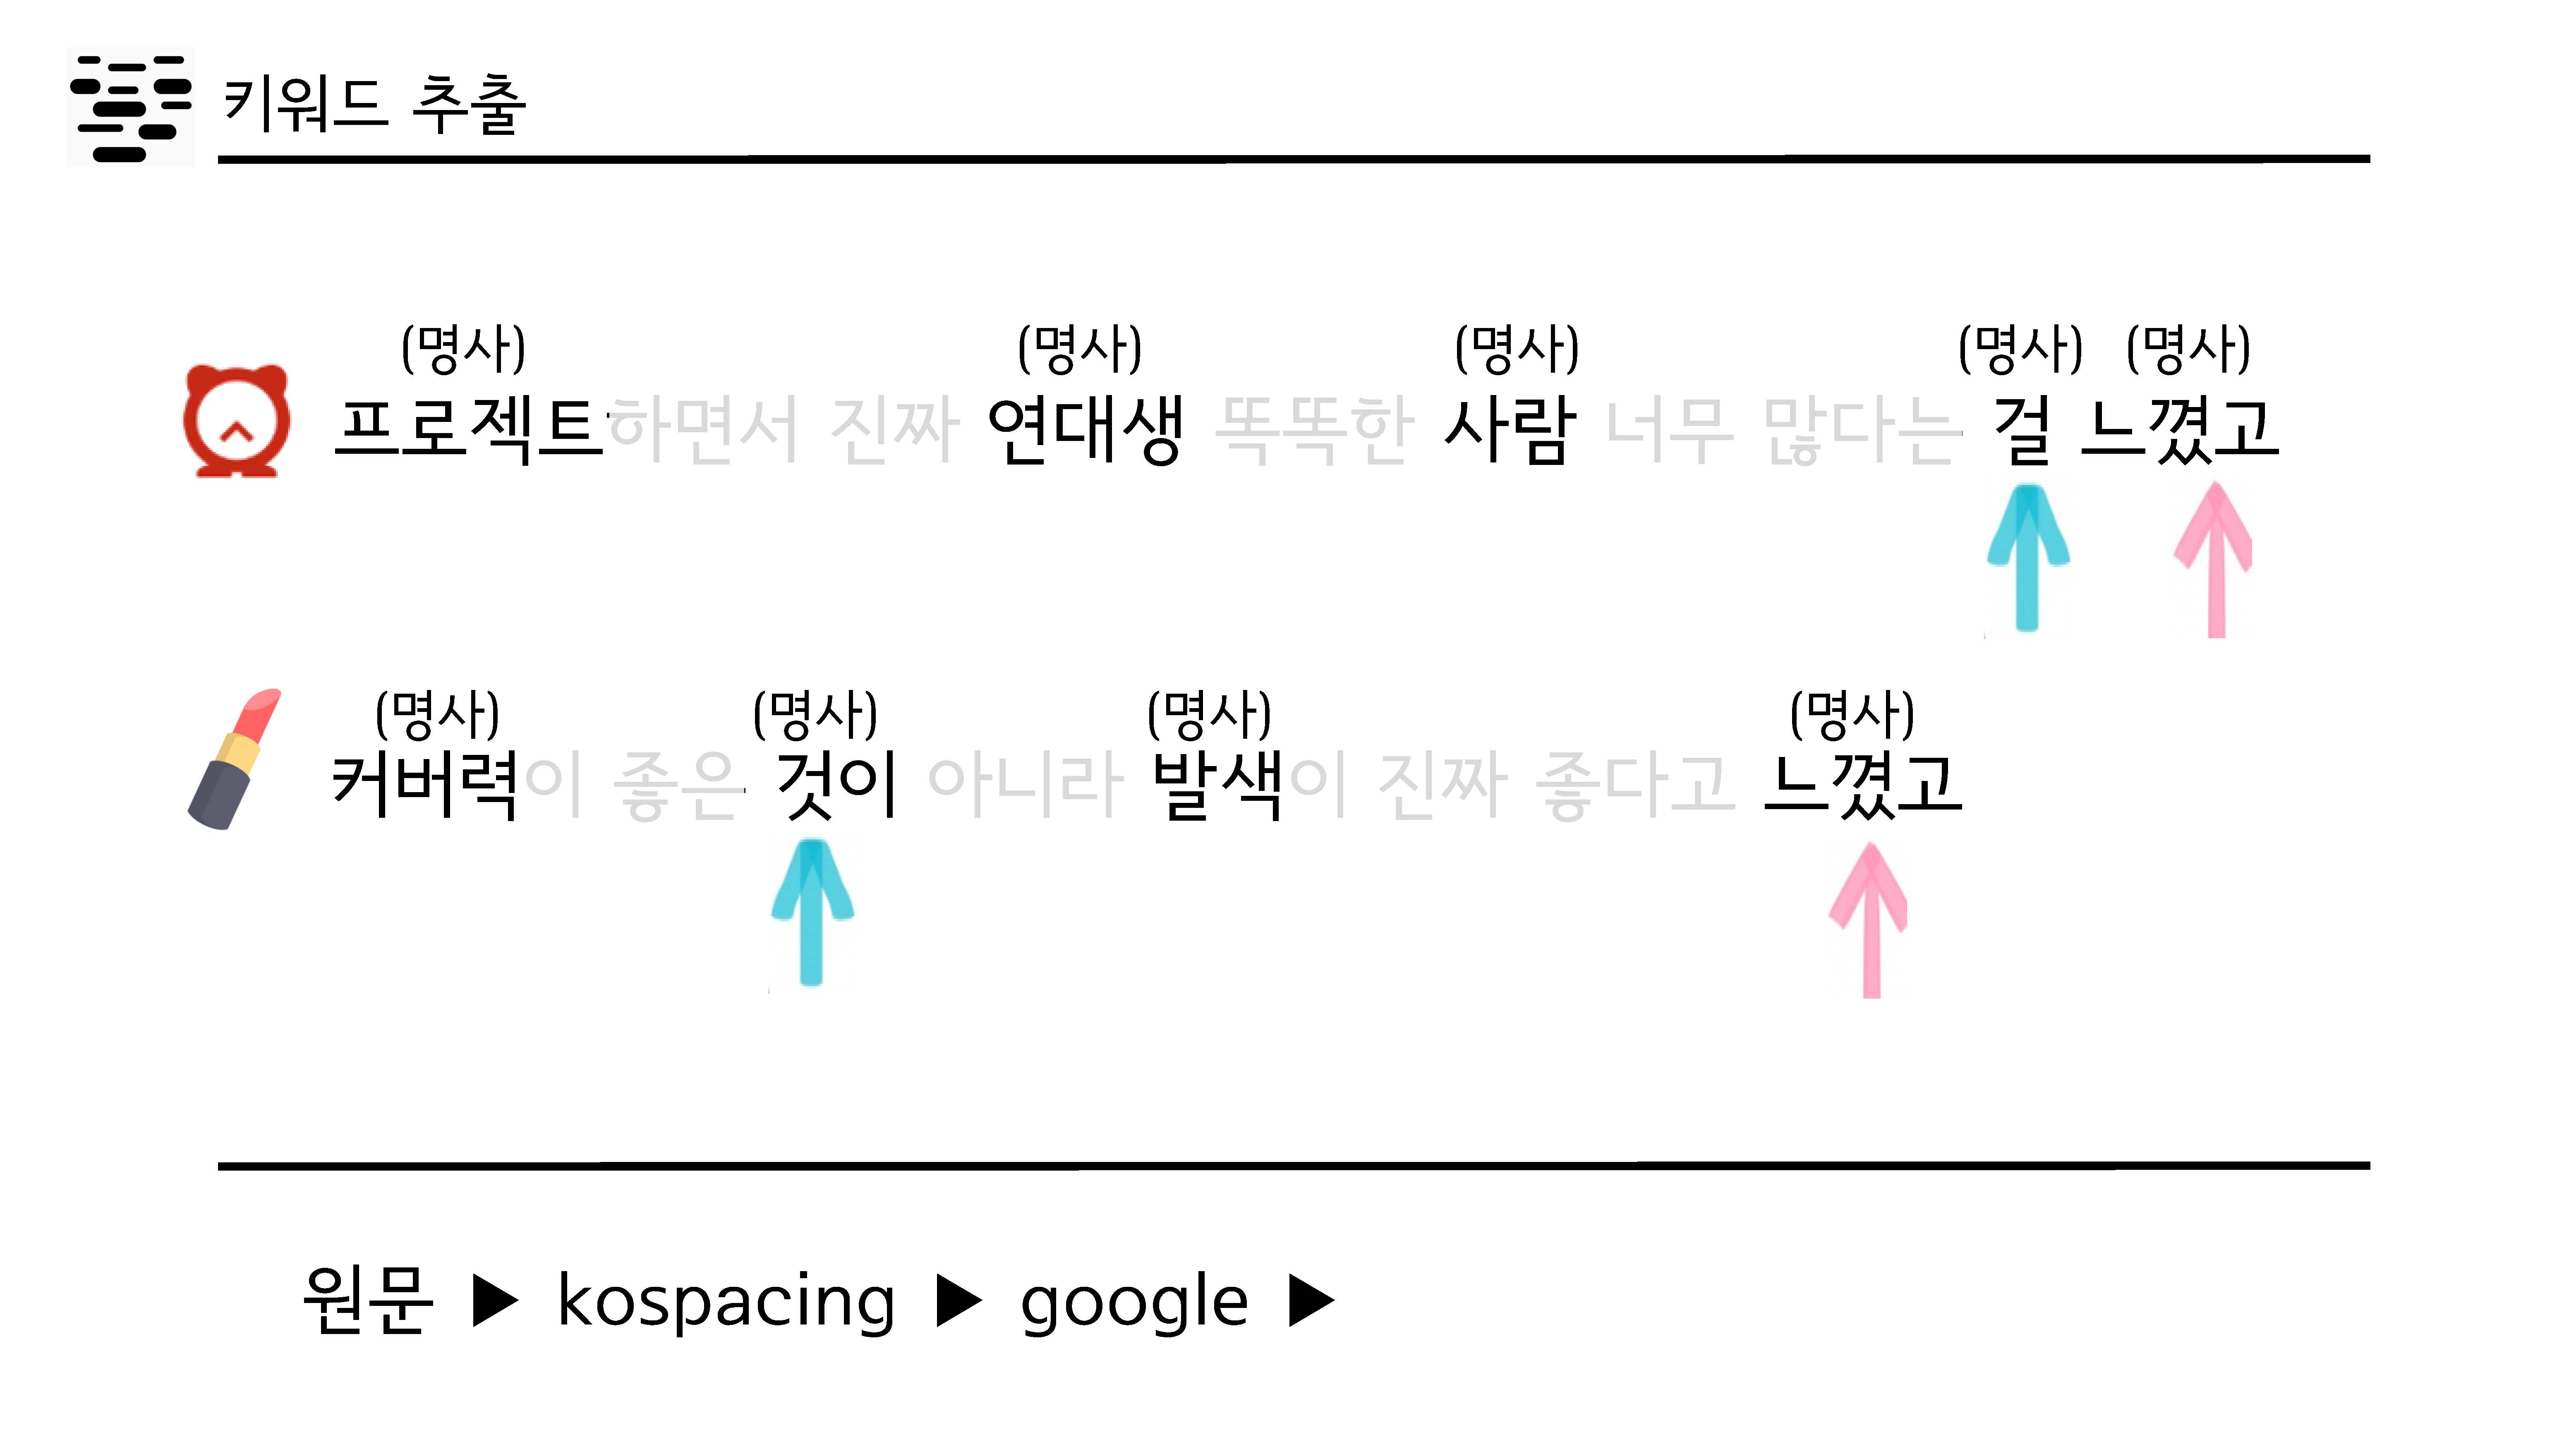 키워드 추출
(명사) (명사) (명사) (명사) (명사)
프로젝트하면서 진짜 연대생 똑똑한 사람 너무 많다는 걸 느꼈고
(명사) (명사) (명사) (명사)
커버력이 좋은 것이 아니라 발색이 진짜 좋다고 느꼈고
원문 ▶ kospacing ▶ google ▶